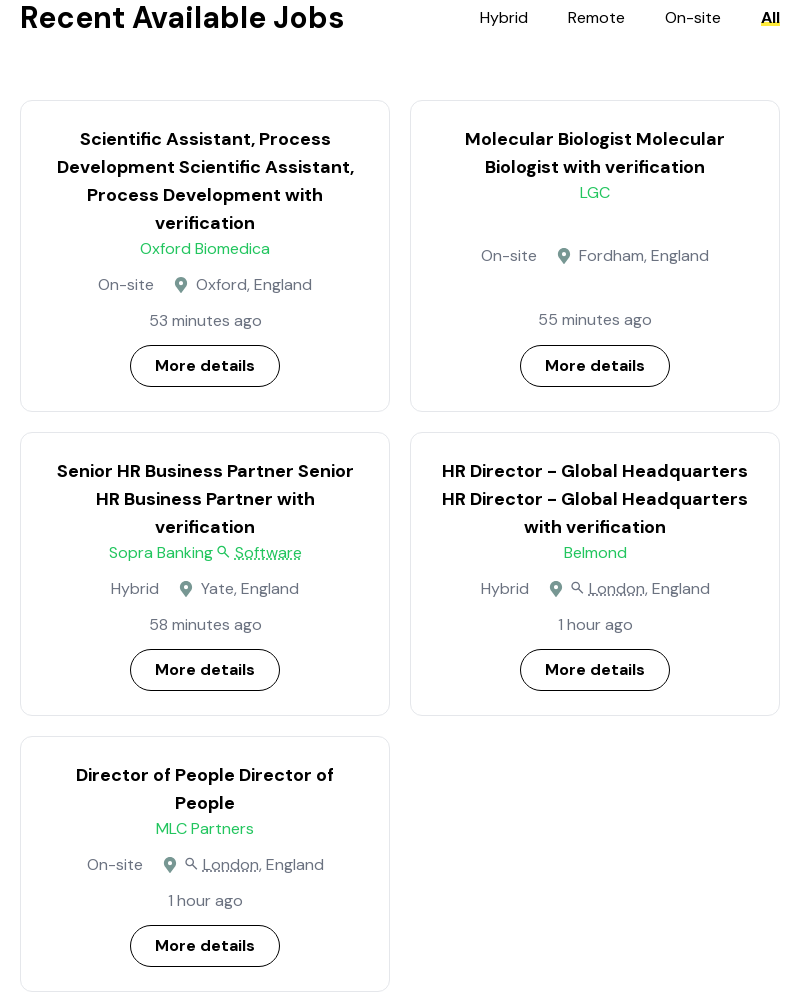 Recent Available Jobs
Hybrid Remote On-site All
Scientific Assistant, Process
Development Scientific Assistant,
Process Development with
verification
Oxford Biomedica
On-site Oxford, England
53 minutes ago
More details
Molecular Biologist Molecular
Biologist with verification
LGC
On-site Fordham, England
55 minutes ago
More details
Senior HR Business Partner Senior
HR Business Partner with
verification
Sopra Banking Software
Hybrid Yate, England
58 minutes ago
More details
HR Director – Global Headquarters
HR Director – Global Headquarters
with verification
Belmond
Hybrid London, England
1 hour ago
More details
Director of People Director of
People
MLC Partners
On-site London, England
1 hour ago
More details